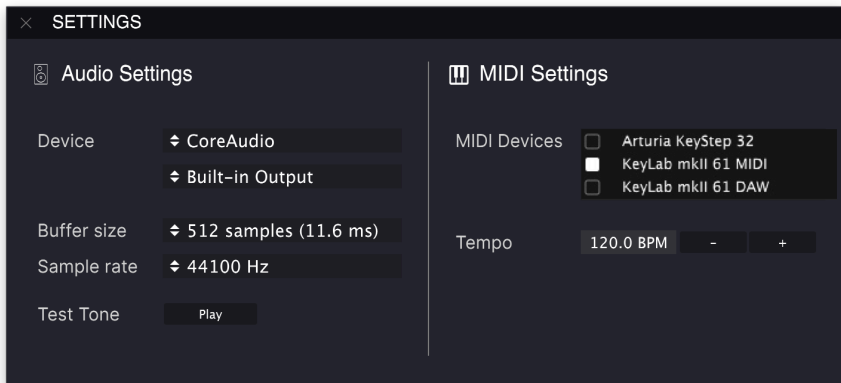 SETTINGS
Audio Settings
Device
CoreAudio
Built-in Output
Buffer size
512 samples (11.6 ms)
Sample rate
44100 Hz
Test Tone
Play
MIDI Settings
MIDI Devices
Arturia KeyStep 32
KeyLab mkII 61 MIDI
KeyLab mkII 61 DAW
Tempo
120.0 BPM
-
+